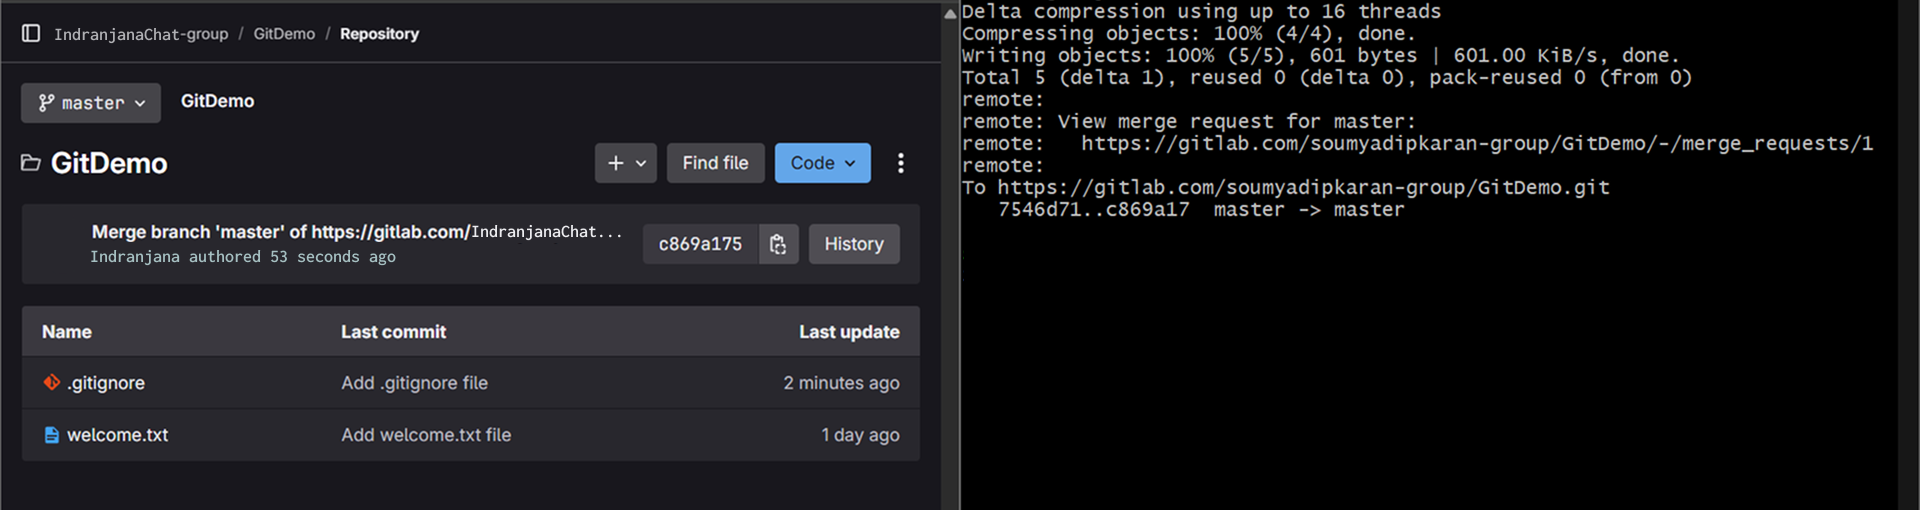 IndranjanaChat-group / GitDemo / Repository
master GitDemo
GitDemo + Find file Code
Merge branch 'master' of https://gitlab.com/IndranjanaChat...
Indranjana authored 53 seconds ago
c869a175 History
Name Last commit Last update
.gitignore Add .gitignore file 2 minutes ago
welcome.txt Add welcome.txt file 1 day ago
Delta compression using up to 16 threads
Compressing objects: 100% (4/4), done.
Writing objects: 100% (5/5), 601 bytes | 601.00 KiB/s, done.
Total 5 (delta 1), reused 0 (delta 0), pack-reused 0 (from 0)
remote:
remote: View merge request for master:
remote:   https://gitlab.com/soumyadipkaran-group/GitDemo/-/merge_requests/1
remote:
To https://gitlab.com/soumyadipkaran-group/GitDemo.git
   7546d71..c869a17  master -> master